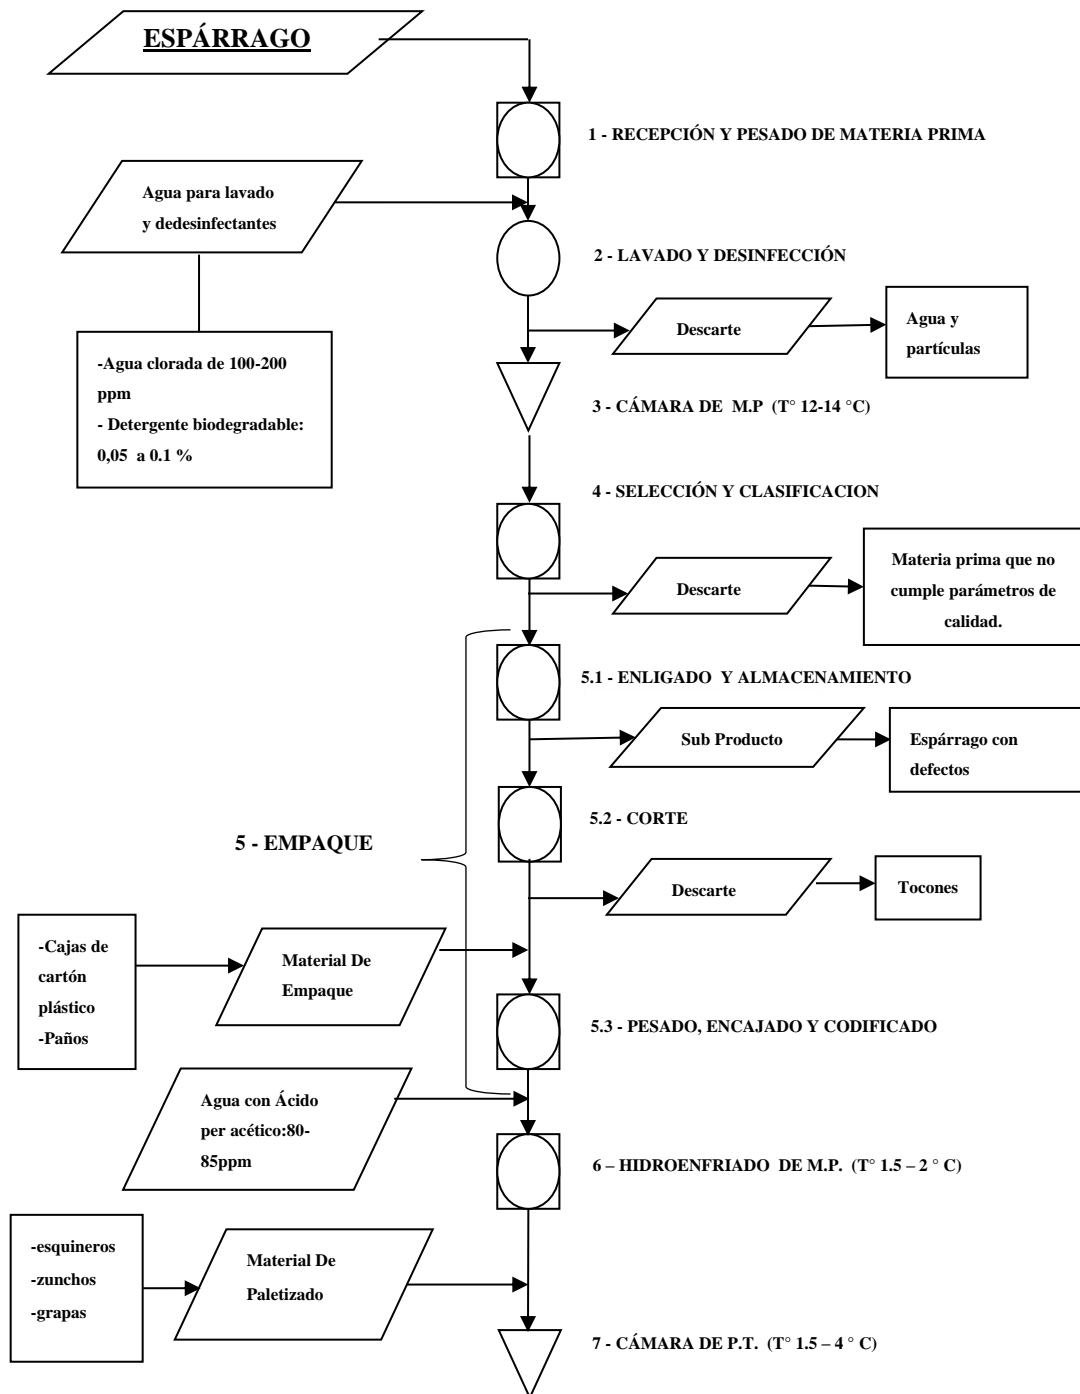 ESPÁRRAGO
1 - RECEPCIÓN Y PESADO DE MATERIA PRIMA
Agua para lavado
y dedesinfectantes
2 - LAVADO Y DESINFECCIÓN
Descarte
Agua y
partículas
-Agua clorada de 100-200
ppm
- Detergente biodegradable:
0,05 a 0.1 %
3 - CÁMARA DE M.P (T° 12-14 °C)
4 - SELECCIÓN Y CLASIFICACION
Descarte
Materia prima que no
cumple parámetros de
calidad.
5.1 - ENLIGADO Y ALMACENAMIENTO
Sub Producto
Espárrago con
defectos
5.2 - CORTE
5 - EMPAQUE
Descarte
Tocones
-Cajas de
cartón
plástico
-Paños
Material De
Empaque
5.3 - PESADO, ENCAJADO Y CODIFICADO
Agua con Ácido
per acético:80-
85ppm
6 – HIDROENFRIADO DE M.P. (T° 1.5 – 2 ° C)
-esquineros
-zunchos
-grapas
Material De
Paletizado
7 - CÁMARA DE P.T. (T° 1.5 – 4 ° C)